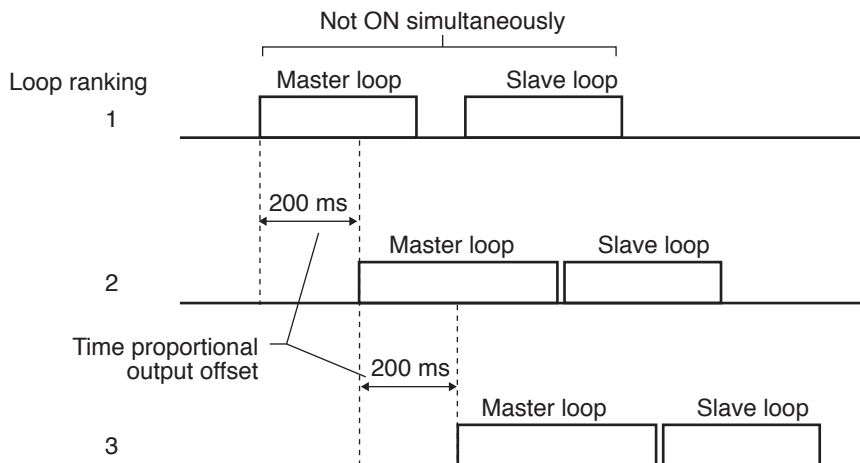 Not ON simultaneously
Loop ranking
Master loop
Slave loop
1
200 ms
Master loop
Slave loop
2
Time proportional
output offset
200 ms
Master loop
Slave loop
3